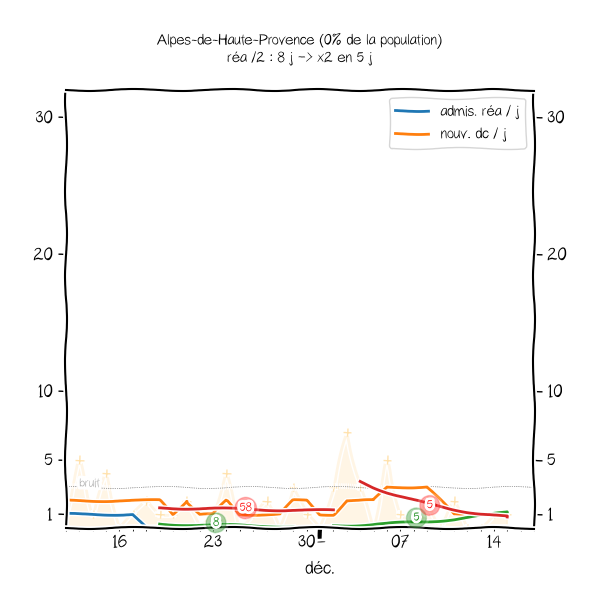 Alpes-de-Haute-Provence (0% de la population)
réa /2 : 8 j -> x2 en 5 j
admis. réa / j
nouv. dc / j
30 30
20 20
10 10
5 5
bruit
1 1
58
5
8
5
16 23 30 07 14
déc.